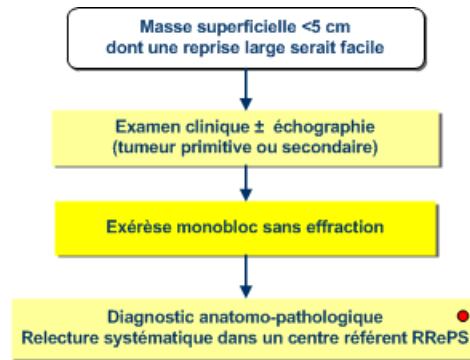 Masse superficielle <5 cm
dont une reprise large serait facile
Examen clinique ± échographie
(tumeur primitive ou secondaire)
Exérèse monobloc sans effraction
Diagnostic anatomo-pathologique
Relecture systématique dans un centre référent RRePS